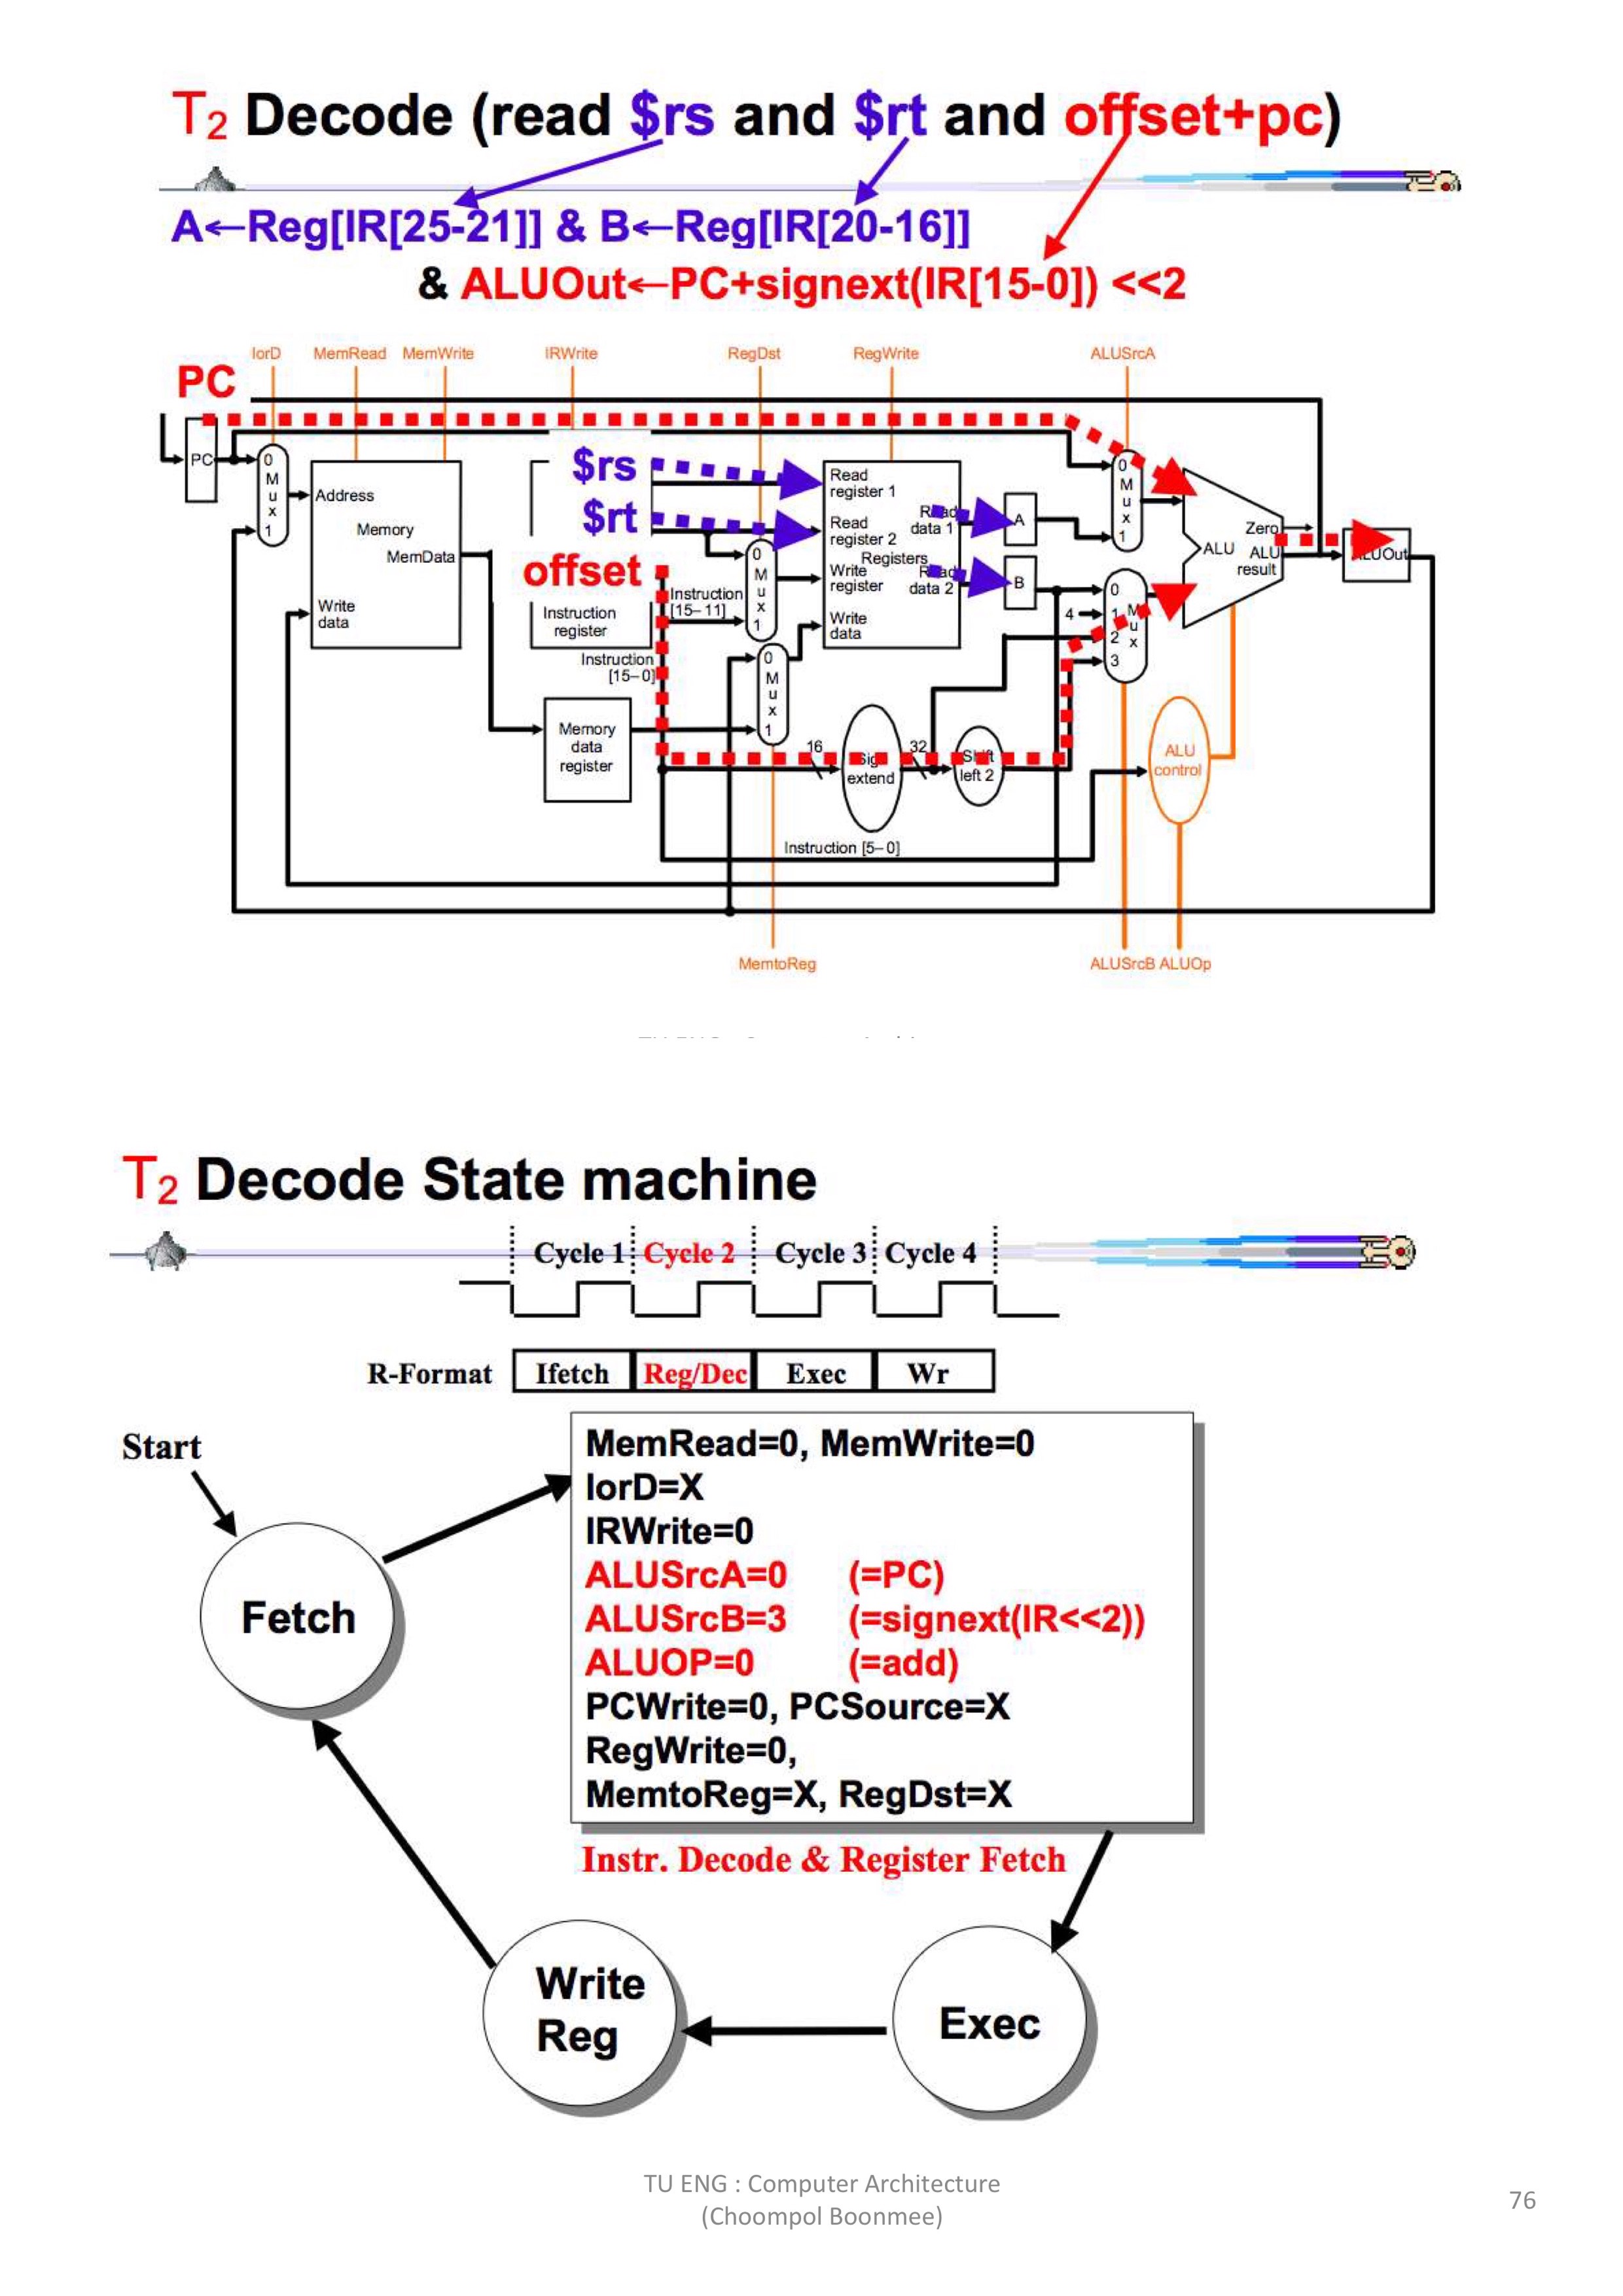 T2 Decode (read $rs and $rt and offset+pc)
A←Reg[IR[25-21]] & B←Reg[IR[20-16]]
& ALUOut←PC+signext(IR[15-0]) <<2
IorD MemRead MemWrite IRWrite RegDst RegWrite ALUSrcA
PC
PC
0
M
u
x
1
Address
Memory
MemData
Write
data
$rs
$rt
offset
Instruction
register
Instruction
[15–0]
Instruction
[15–11]
Memory
data
register
0
M
u
x
1
0
M
u
x
1
Read
register 1
Read
register 2
Registers
Write
register
Write
data
Read
data 1
Read
data 2
A
B
0
M
u
x
1
4
0
1
2
3
M
u
x
Zero
ALU
ALU
result
ALUOut
16
Sign
extend
32
Shift
left 2
ALU
control
Instruction [5–0]
MemtoReg
ALUSrcB ALUOp
T2 Decode State machine
Cycle 1 Cycle 2 Cycle 3 Cycle 4
R-Format Ifetch Reg/Dec Exec Wr
Start
Fetch
MemRead=0, MemWrite=0
IorD=X
IRWrite=0
ALUSrcA=0 (=PC)
ALUSrcB=3 (=signext(IR<<2))
ALUOP=0 (=add)
PCWrite=0, PCSource=X
RegWrite=0,
MemtoReg=X, RegDst=X
Instr. Decode & Register Fetch
Write
Reg
Exec
TU ENG : Computer Architecture
(Choompol Boonmee)
76